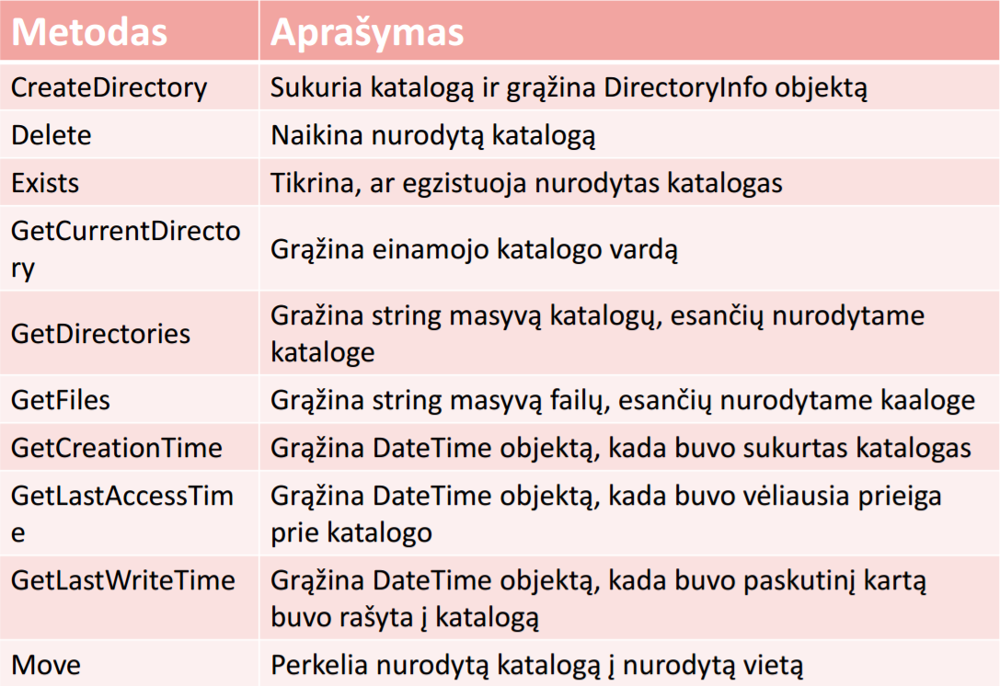 Metodas Aprašymas
CreateDirectory Sukuria katalogą ir grąžina DirectoryInfo objektą
Delete Naikina nurodytą katalogą
Exists Tikrina, ar egzistuoja nurodytas katalogas
GetCurrentDirecto
ry
Grąžina einamojo katalogo vardą
GetDirectories
Gražina string masyvą katalogų, esančių nurodytame
kataloge
GetFiles Grąžina string masyvą failų, esančių nurodytame kaaloge
GetCreationTime Grąžina DateTime objektą, kada buvo sukurtas katalogas
GetLastAccessTim
e
Grąžina DateTime objektą, kada buvo vėliausia prieiga
prie katalogo
GetLastWriteTime
Grąžina DateTime objektą, kada buvo paskutinį kartą
buvo rašyta į katalogą
Move Perkelia nurodytą katalogą į nurodytą vietą